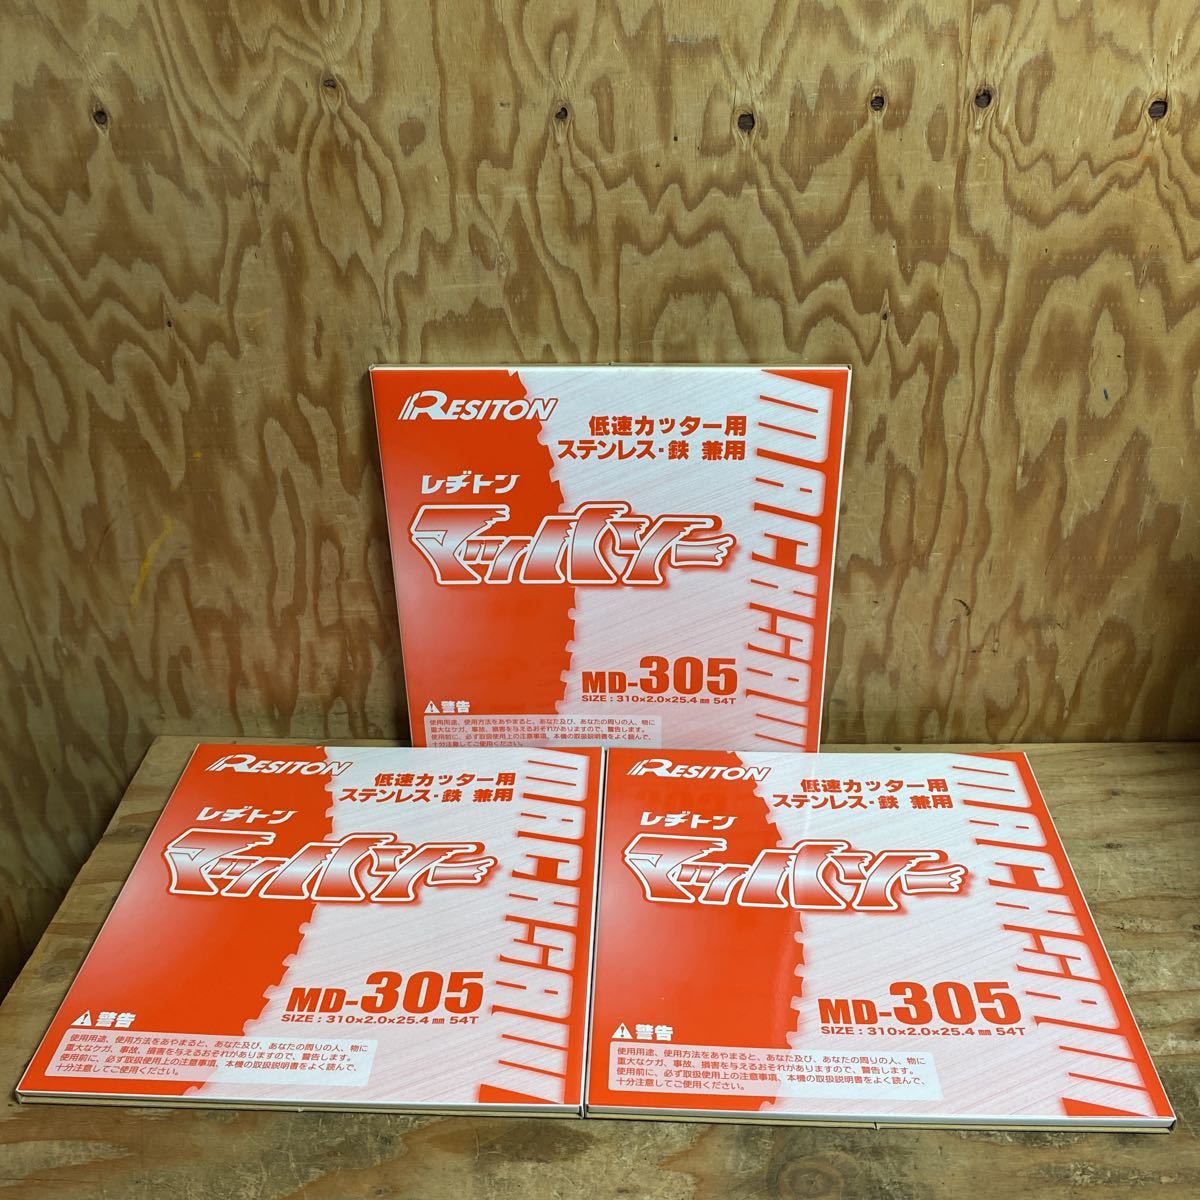 RESITON
低速カッター用
ステンレス・鉄 兼用
レヂトン
マッハソー
MACHSAW
MD-305
SIZE : 310×2.0×25.4㎜ 54T
警告
使用用途、使用方法をあやまると、あなた及び、あなたの周りの人、物に
重大なケガ、事故、損害を与えるおそれがありますので、警告します。
使用前に、必ず取扱使用上の注意事項、本機の取扱説明書をよく読んで、
十分注意してご使用ください。
RESITON
低速カッター用
ステンレス・鉄 兼用
レヂトン
マッハソー
MACHSAW
MD-305
SIZE : 310×2.0×25.4㎜ 54T
警告
使用用途、使用方法をあやまると、あなた及び、あなたの周りの人、物に
重大なケガ、事故、損害を与えるおそれがありますので、警告します。
使用前に、必ず取扱使用上の注意事項、本機の取扱説明書をよく読んで、
十分注意してご使用ください。
RESITON
低速カッター用
ステンレス・鉄 兼用
レヂトン
マッハソー
MACHSAW
MD-305
SIZE : 310×2.0×25.4㎜ 54T
警告
使用用途、使用方法をあやまると、あなた及び、あなたの周りの人、物に
重大なケガ、事故、損害を与えるおそれがありますので、警告します。
使用前に、必ず取扱使用上の注意事項、本機の取扱説明書をよく読んで、
十分注意してご使用ください。